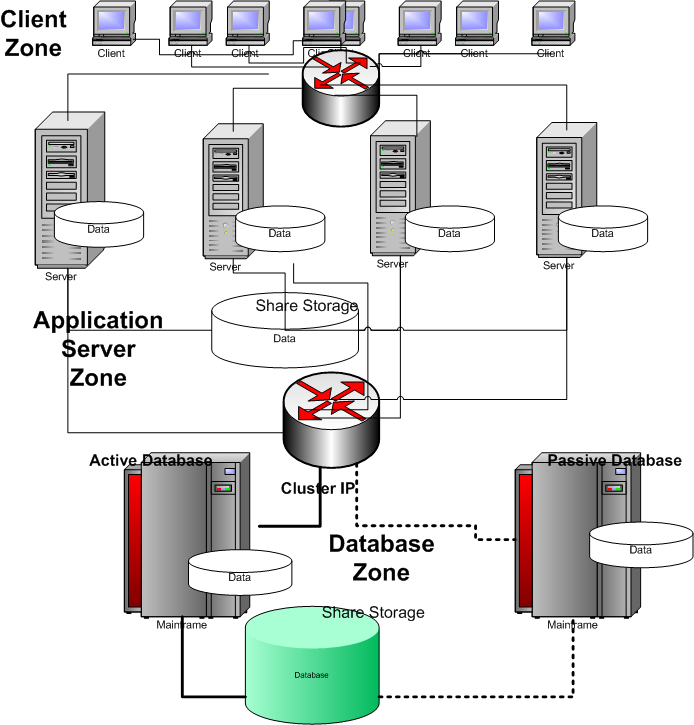 Client
Zone
Client
Client
Client
Client
Client
Client
Client
Data
Data
Data
Data
Server
Server
Server
Server
Share Storage
Data
Application
Server
Zone
Active Database
Passive Database
Cluster IP
Database
Zone
Data
Data
Mainframe
Mainframe
Share Storage
Database